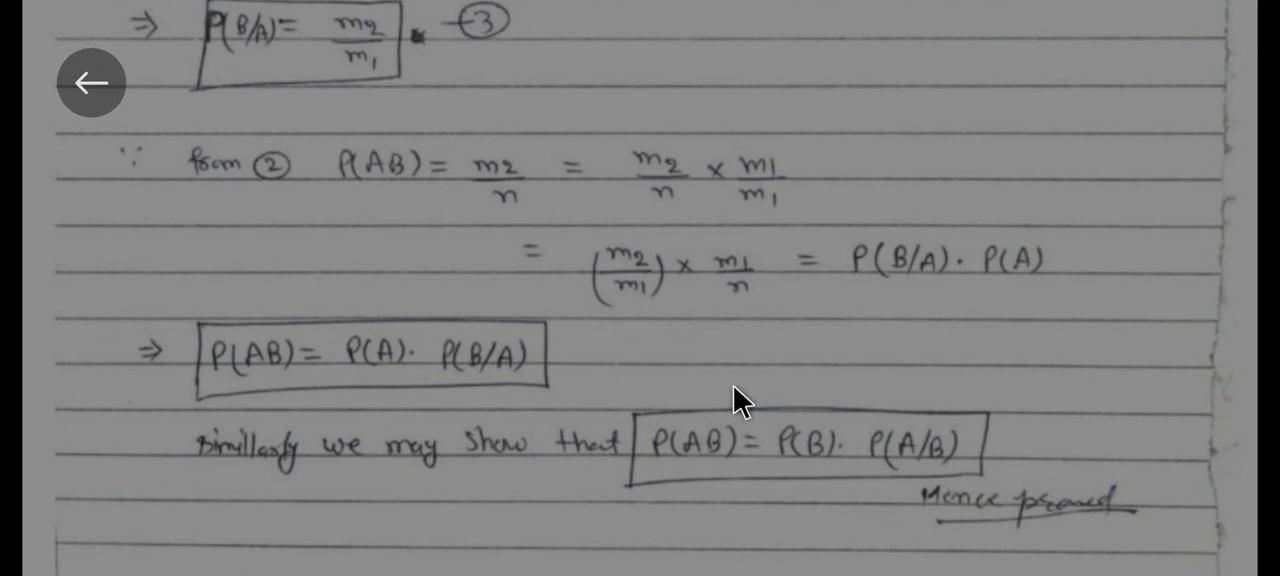 ⇒ P(B/A) = m2/m1 . -③
∵ from ② P(AB) = m2/n = m2/n × m1/m1
= (m2/m1) × m1/n = P(B/A). P(A)
⇒ P(AB) = P(A). P(B/A)
Simillarly we may show that P(AB) = P(B). P(A/B)
Hence proved